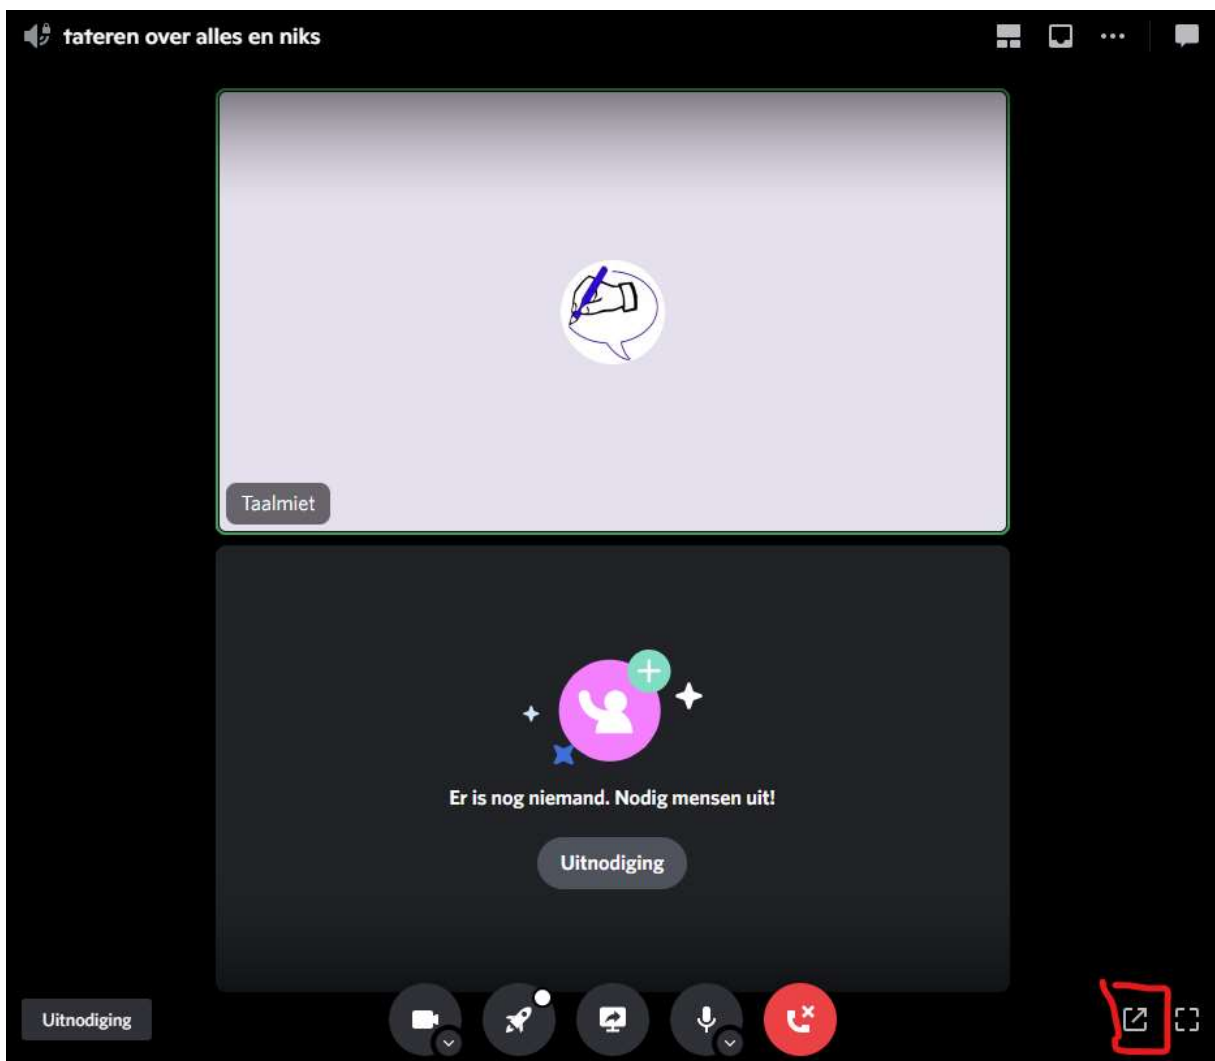 tateren over alles en niks
Taalmiet
Er is nog niemand. Nodig mensen uit!
Uitnodiging
Uitnodiging